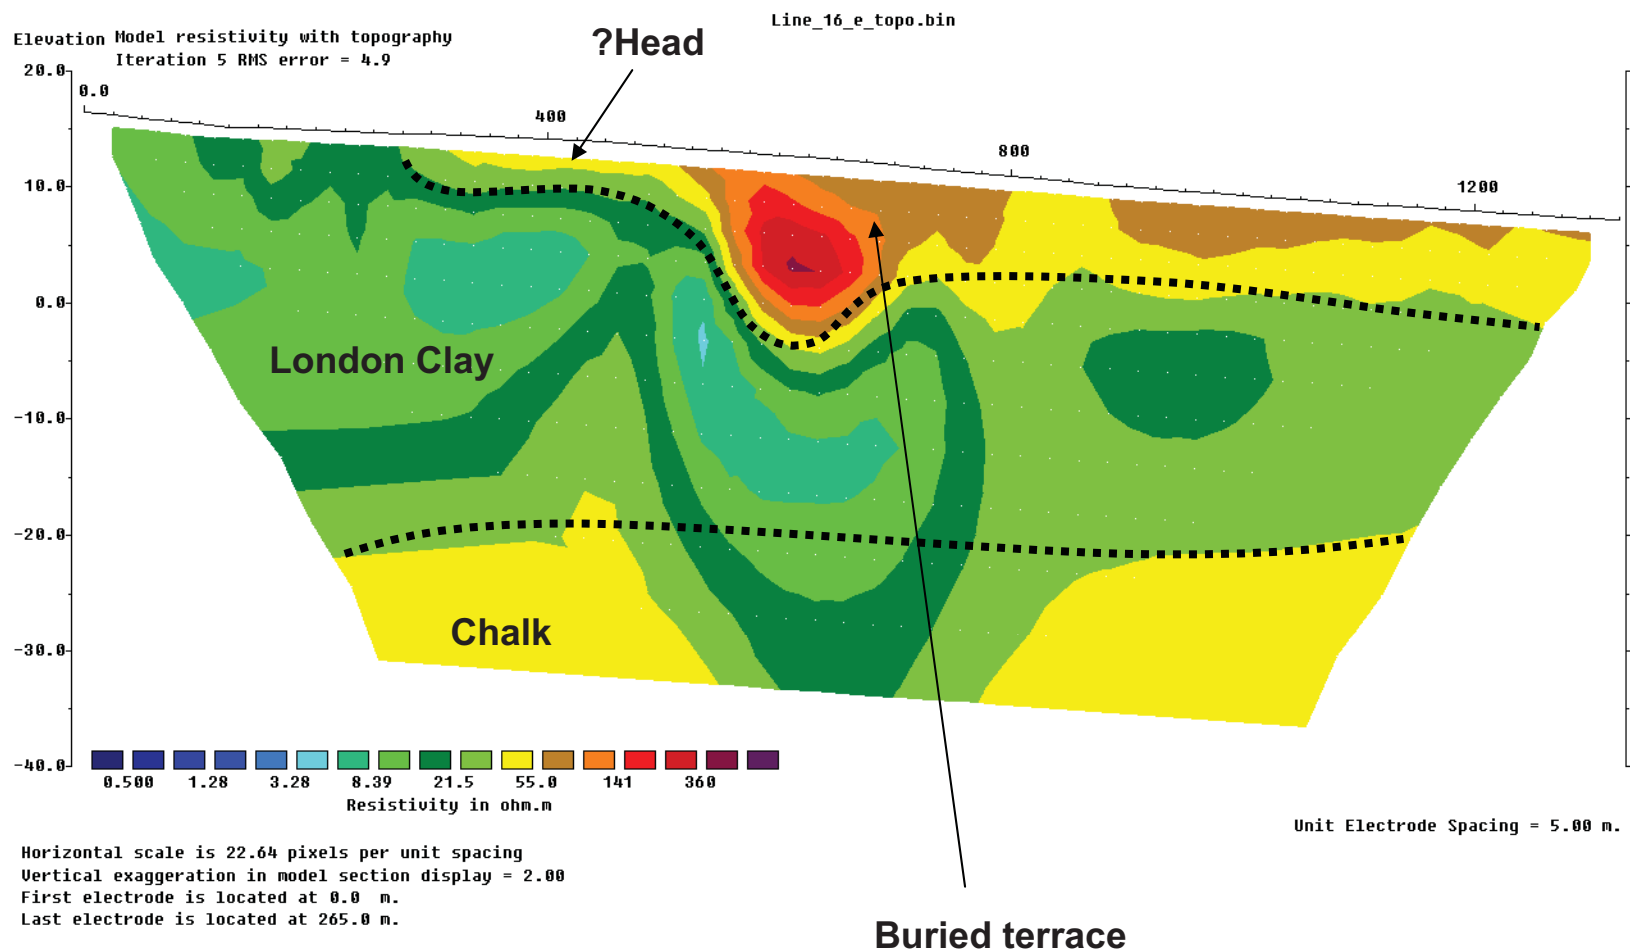 Line_16_e_topo.bin
Elevation Model resistivity with topography
Iteration 5 RMS error = 4.9
?Head
20.0
0.0
400
800
1200
10.0
0.0
London Clay
-10.0
-20.0
Chalk
-30.0
-40.0
0.500 1.28 3.28 8.39 21.5 55.0 141 360
Resistivity in ohm.m
Unit Electrode Spacing = 5.00 m.
Horizontal scale is 22.64 pixels per unit spacing
Vertical exaggeration in model section display = 2.00
First electrode is located at 0.0 m.
Last electrode is located at 265.0 m.
Buried terrace